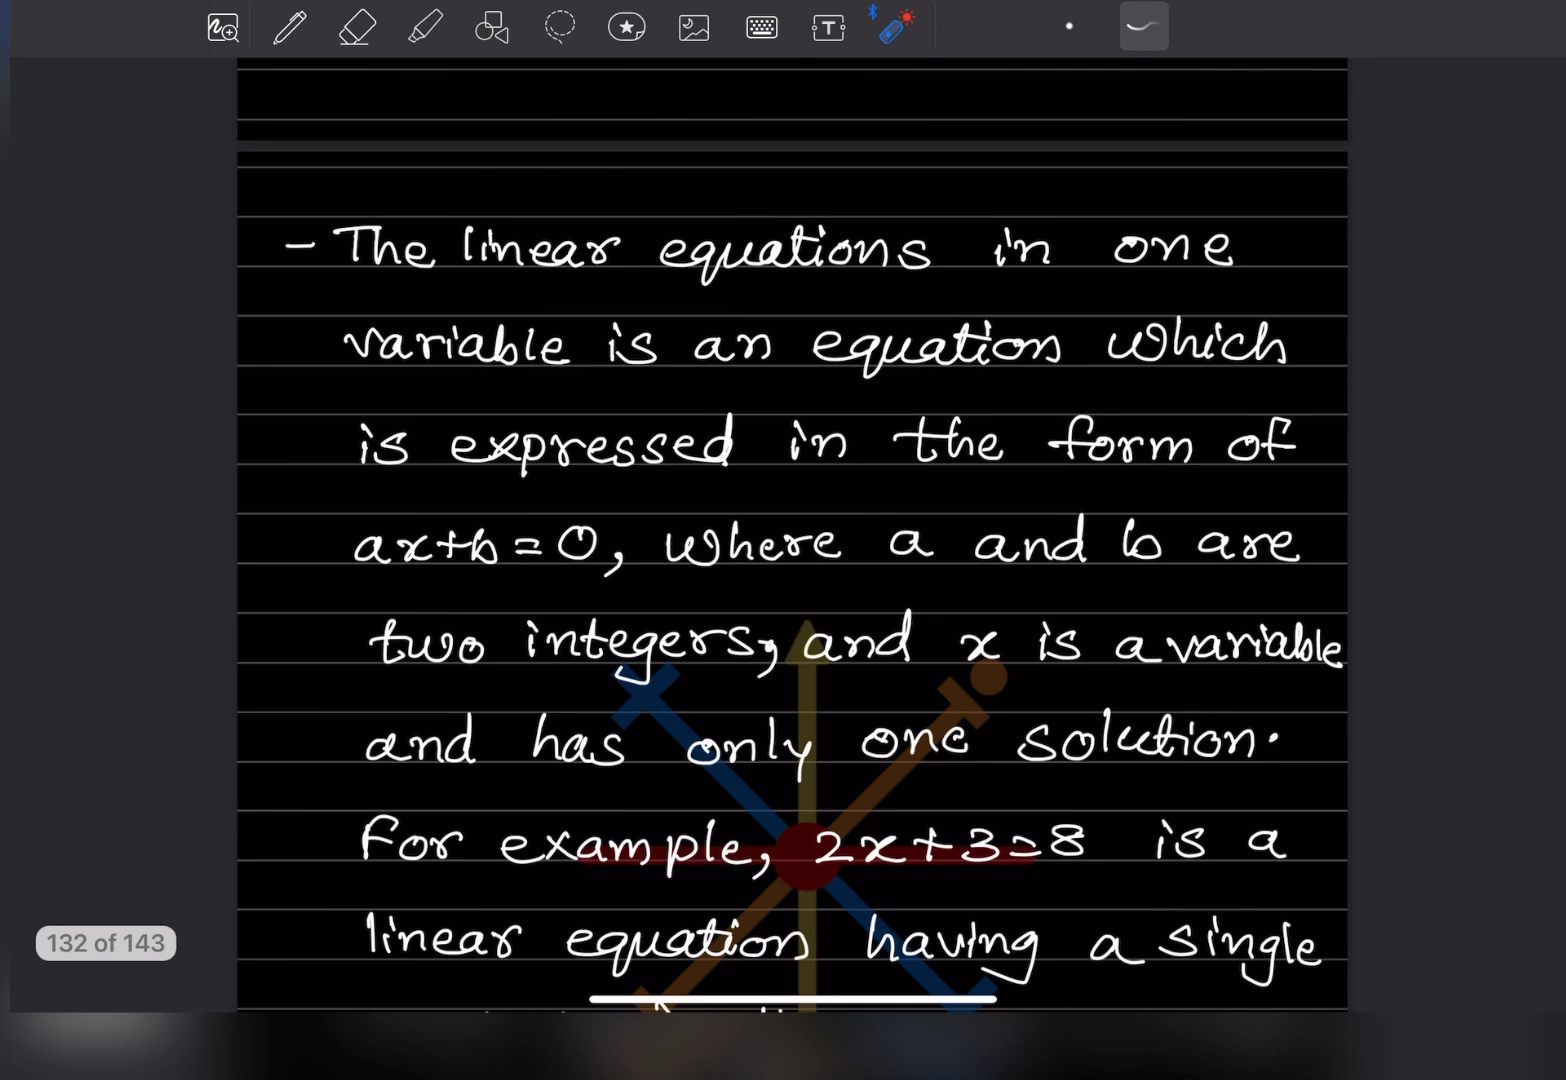 - The linear equations in one
variable is an equation which
is expressed in the form of
ax+b=0, where a and b are
two integers, and x is a variable
and has only one solution.
For example, 2x+3=8 is a
linear equation having a single
132 of 143